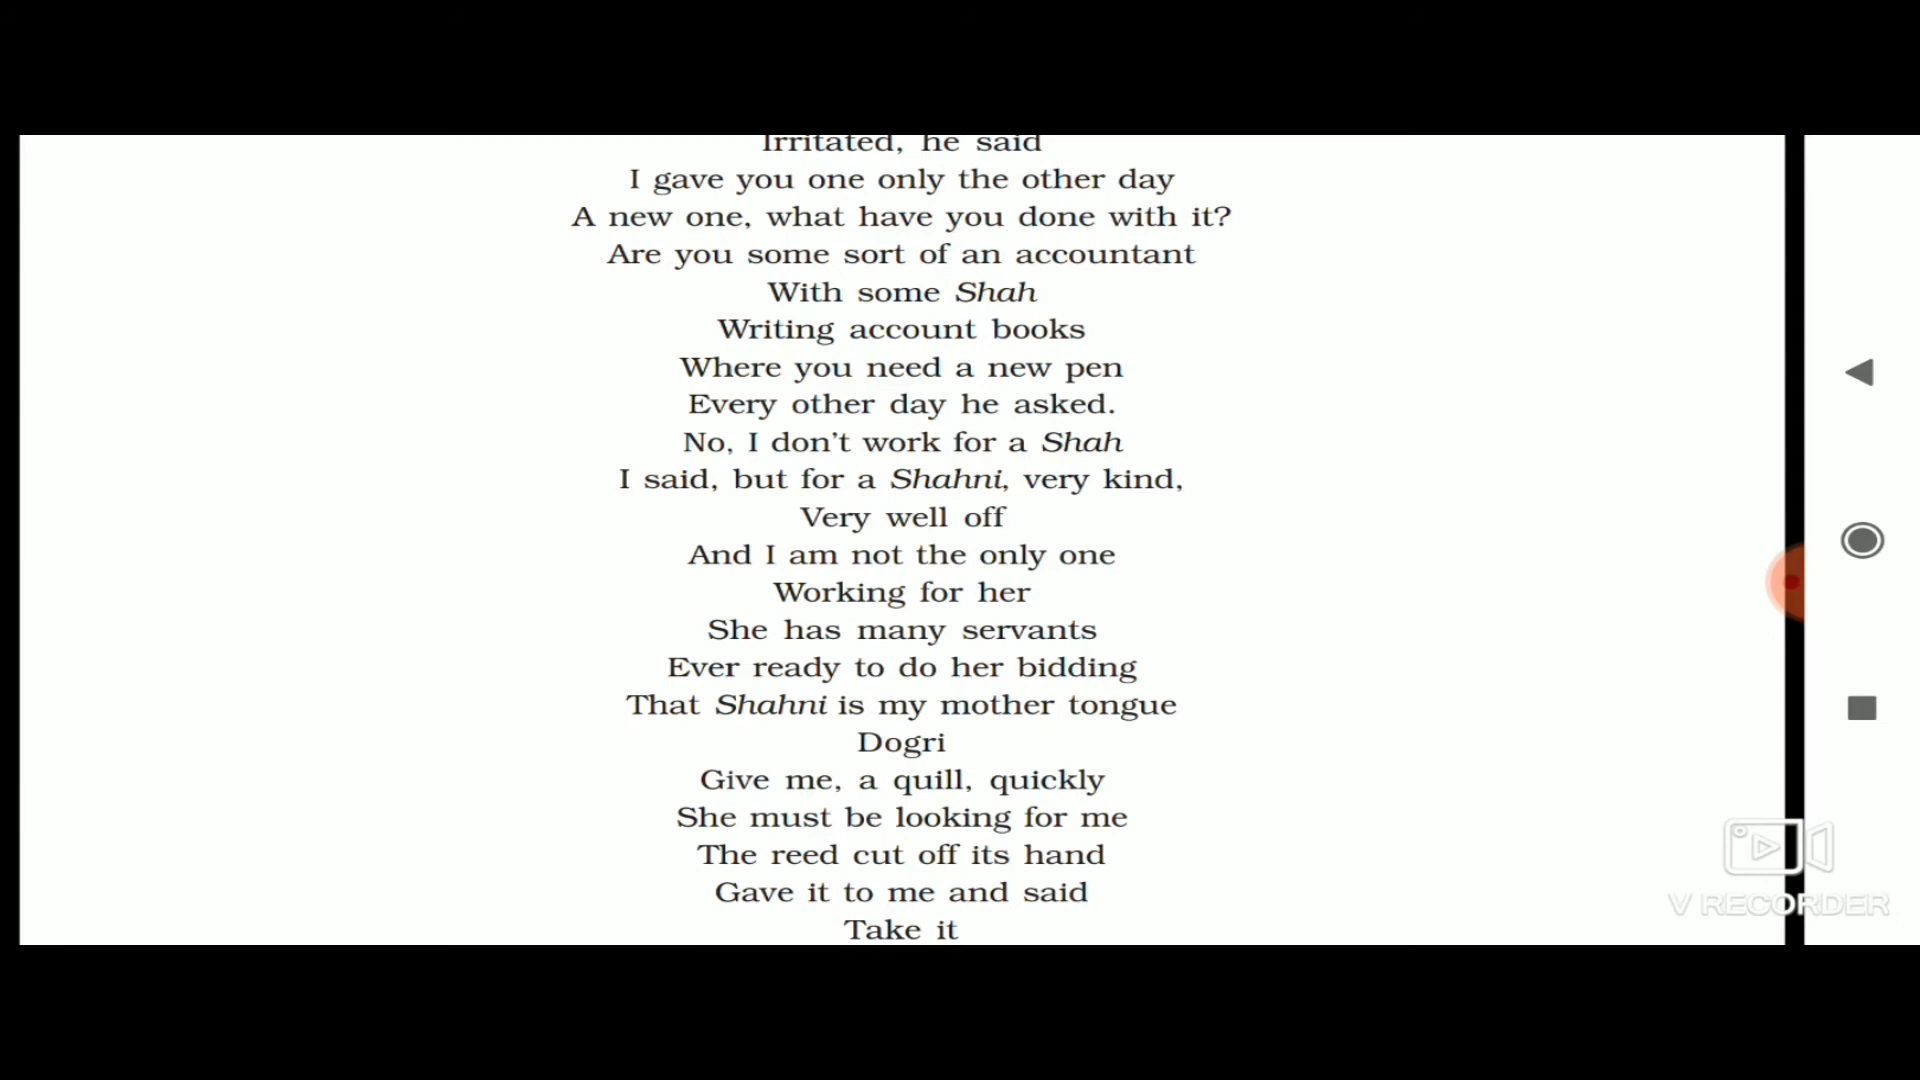 Irritated, he said
I gave you one only the other day
A new one, what have you done with it?
Are you some sort of an accountant
With some Shah
Writing account books
Where you need a new pen
Every other day he asked.
No, I don't work for a Shah
I said, but for a Shahni, very kind,
Very well off
And I am not the only one
Working for her
She has many servants
Ever ready to do her bidding
That Shahni is my mother tongue
Dogri
Give me, a quill, quickly
She must be looking for me
The reed cut off its hand
Gave it to me and said
Take it
V RECORDER